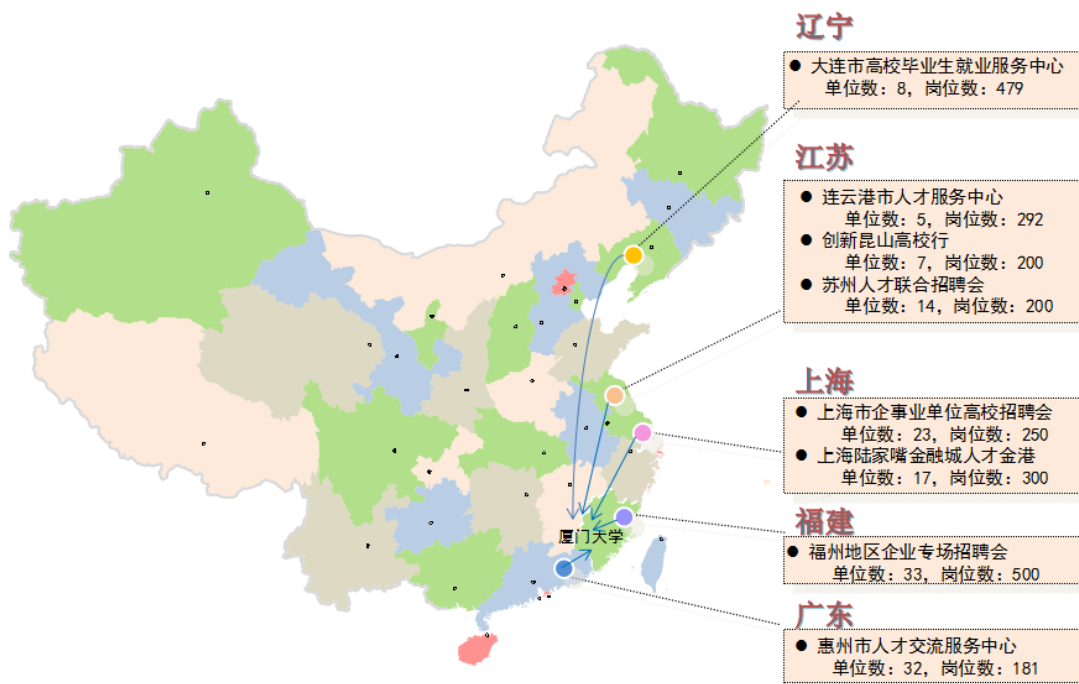 辽宁
● 大连市高校毕业生就业服务中心
单位数：8，岗位数：479
江苏
● 连云港市人才服务中心
单位数：5，岗位数：292
● 创新昆山高校行
单位数：7，岗位数：200
● 苏州人才联合招聘会
单位数：14，岗位数：200
上海
● 上海市企事业单位高校招聘会
单位数：23，岗位数：250
● 上海陆家嘴金融城人才金港
单位数：17，岗位数：300
福建
● 福州地区企业专场招聘会
单位数：33，岗位数：500
广东
● 惠州市人才交流服务中心
单位数：32，岗位数：181
厦门大学